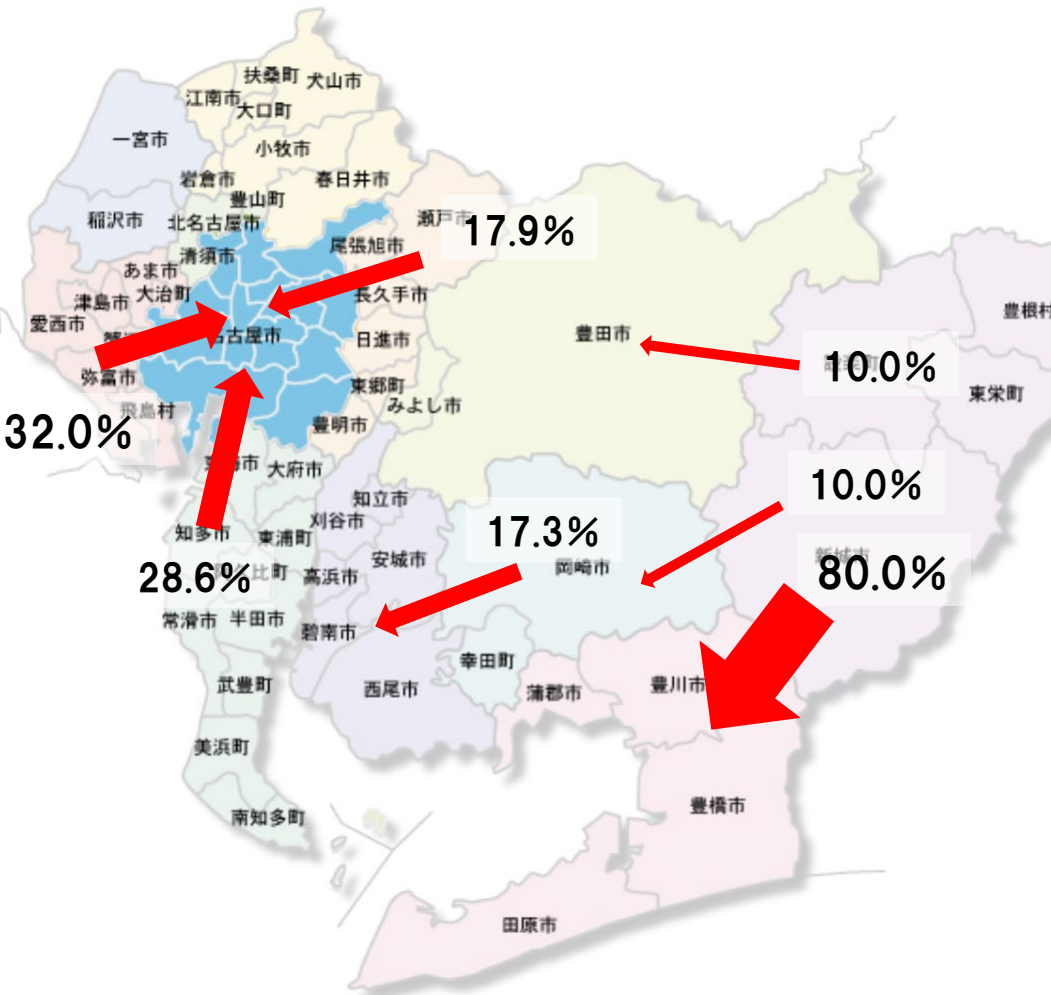 扶桑町
犬山市
江南市
大口町
一宮市
小牧市
岩倉市
春日井市
豊山町
稲沢市
北名古屋市
瀬戸市
17.9%
尾張旭市
清須市
あま市
大治町
津島市
長久手市
愛西市
豊根村
名古屋市
日進市
豊田市
弥富市
10.0%
東郷町
みよし市
東栄町
飛島村
豊明市
32.0%
大府市
知立市
10.0%
刈谷市
知多市
東浦町
17.3%
安城市
新城市
岡崎市
80.0%
28.6%
高浜市
常滑市
半田市
碧南市
幸田町
武豊町
西尾市
蒲郡市
豊川市
美浜町
豊橋市
南知多町
田原市